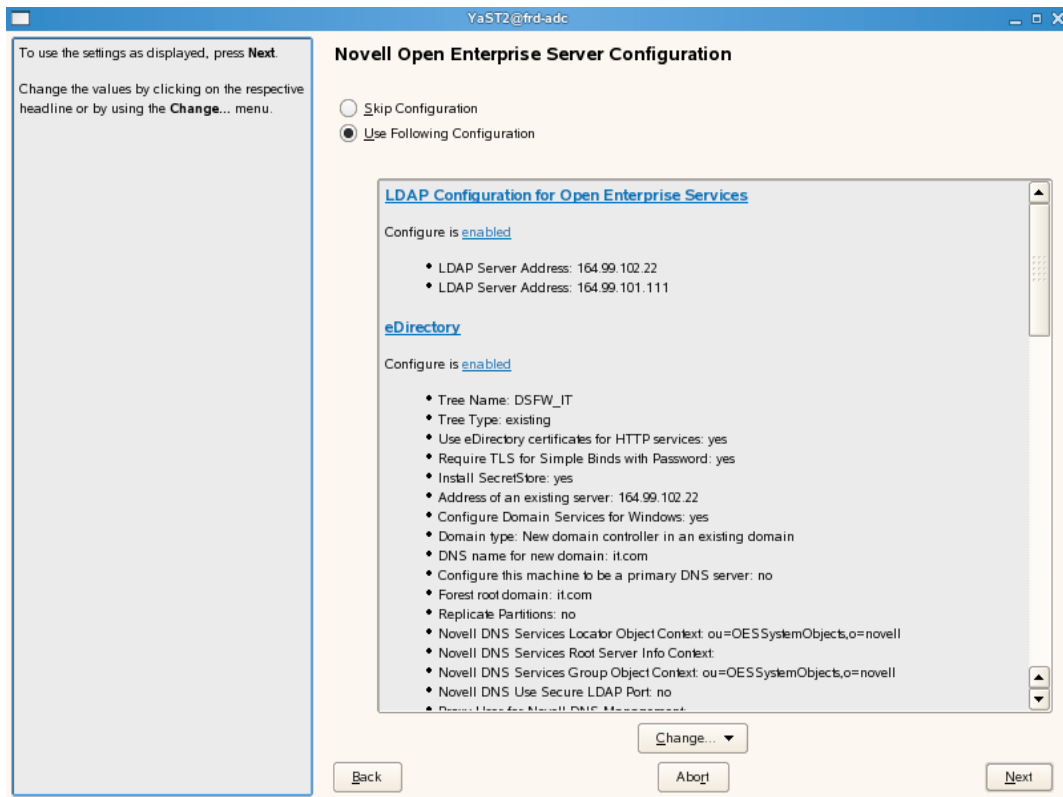 YaST2@frd-adc
To use the settings as displayed, press Next.
Change the values by clicking on the respective
headline or by using the Change... menu.
Novell Open Enterprise Server Configuration
Skip Configuration
Use Following Configuration
LDAP Configuration for Open Enterprise Services
Configure is enabled
• LDAP Server Address: 164.99.102.22
• LDAP Server Address: 164.99.101.111
eDirectory
Configure is enabled
• Tree Name: DSFW_IT
• Tree Type: existing
• Use eDirectory certificates for HTTP services: yes
• Require TLS for Simple Binds with Password: yes
• Install SecretStore: yes
• Address of an existing server: 164.99.102.22
• Configure Domain Services for Windows: yes
• Domain type: New domain controller in an existing domain
• DNS name for new domain: it.com
• Configure this machine to be a primary DNS server: no
• Forest root domain: it.com
• Replicate Partitions: no
• Novell DNS Services Locator Object Context: ou=OESSystemObjects,o=novell
• Novell DNS Services Root Server Info Context:
• Novell DNS Services Group Object Context: ou=OESSystemObjects,o=novell
• Novell DNS Use Secure LDAP Port: no
• Proxy User for Novell DNS Management:
Change...
Back
Abort
Next